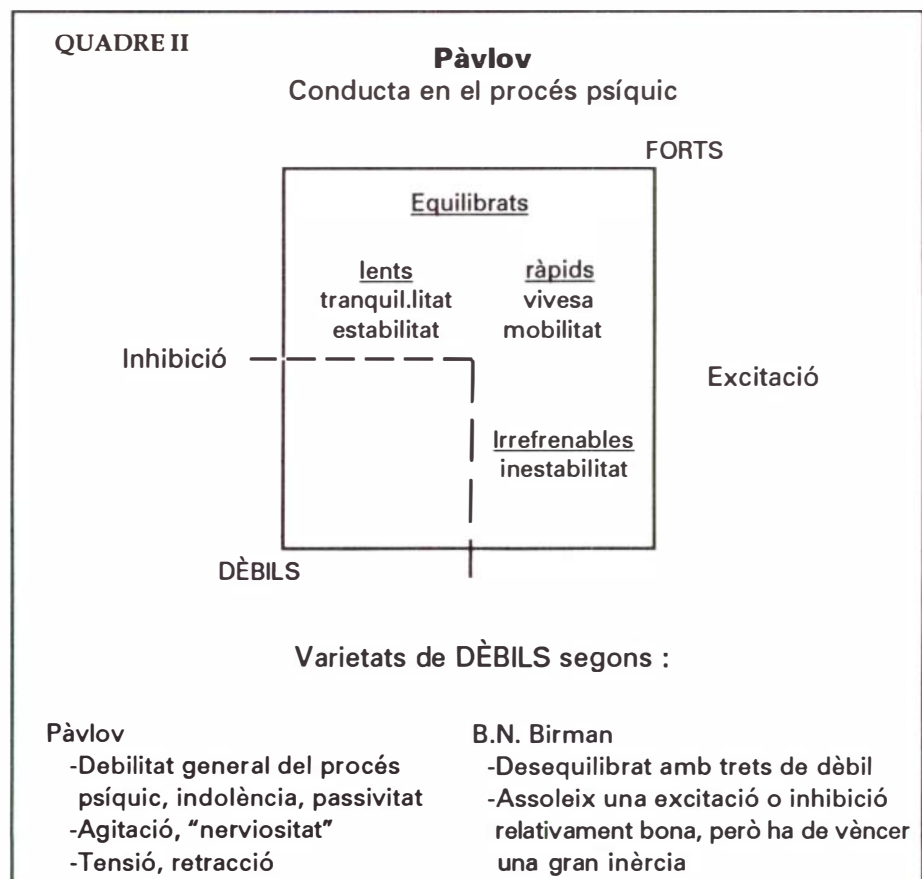 QUADRE II
Pàvlov
Conducta en el procés psíquic
FORTS
Equilibrats
lents
tranquil.litat
estabilitat
ràpids
vivesa
mobilitat
Inhibició
Excitació
Irrefrenables
inestabilitat
DÈBILS
Varietats de DÈBILS segons :
Pàvlov
-Debilitat general del procés
psíquic, indolència, passivitat
-Agitació, “nerviositat”
-Tensió, retracció
B.N. Birman
-Desequilibrat amb trets de dèbil
-Assoleix una excitació o inhibició
relativament bona, però ha de vèncer
una gran inèrcia